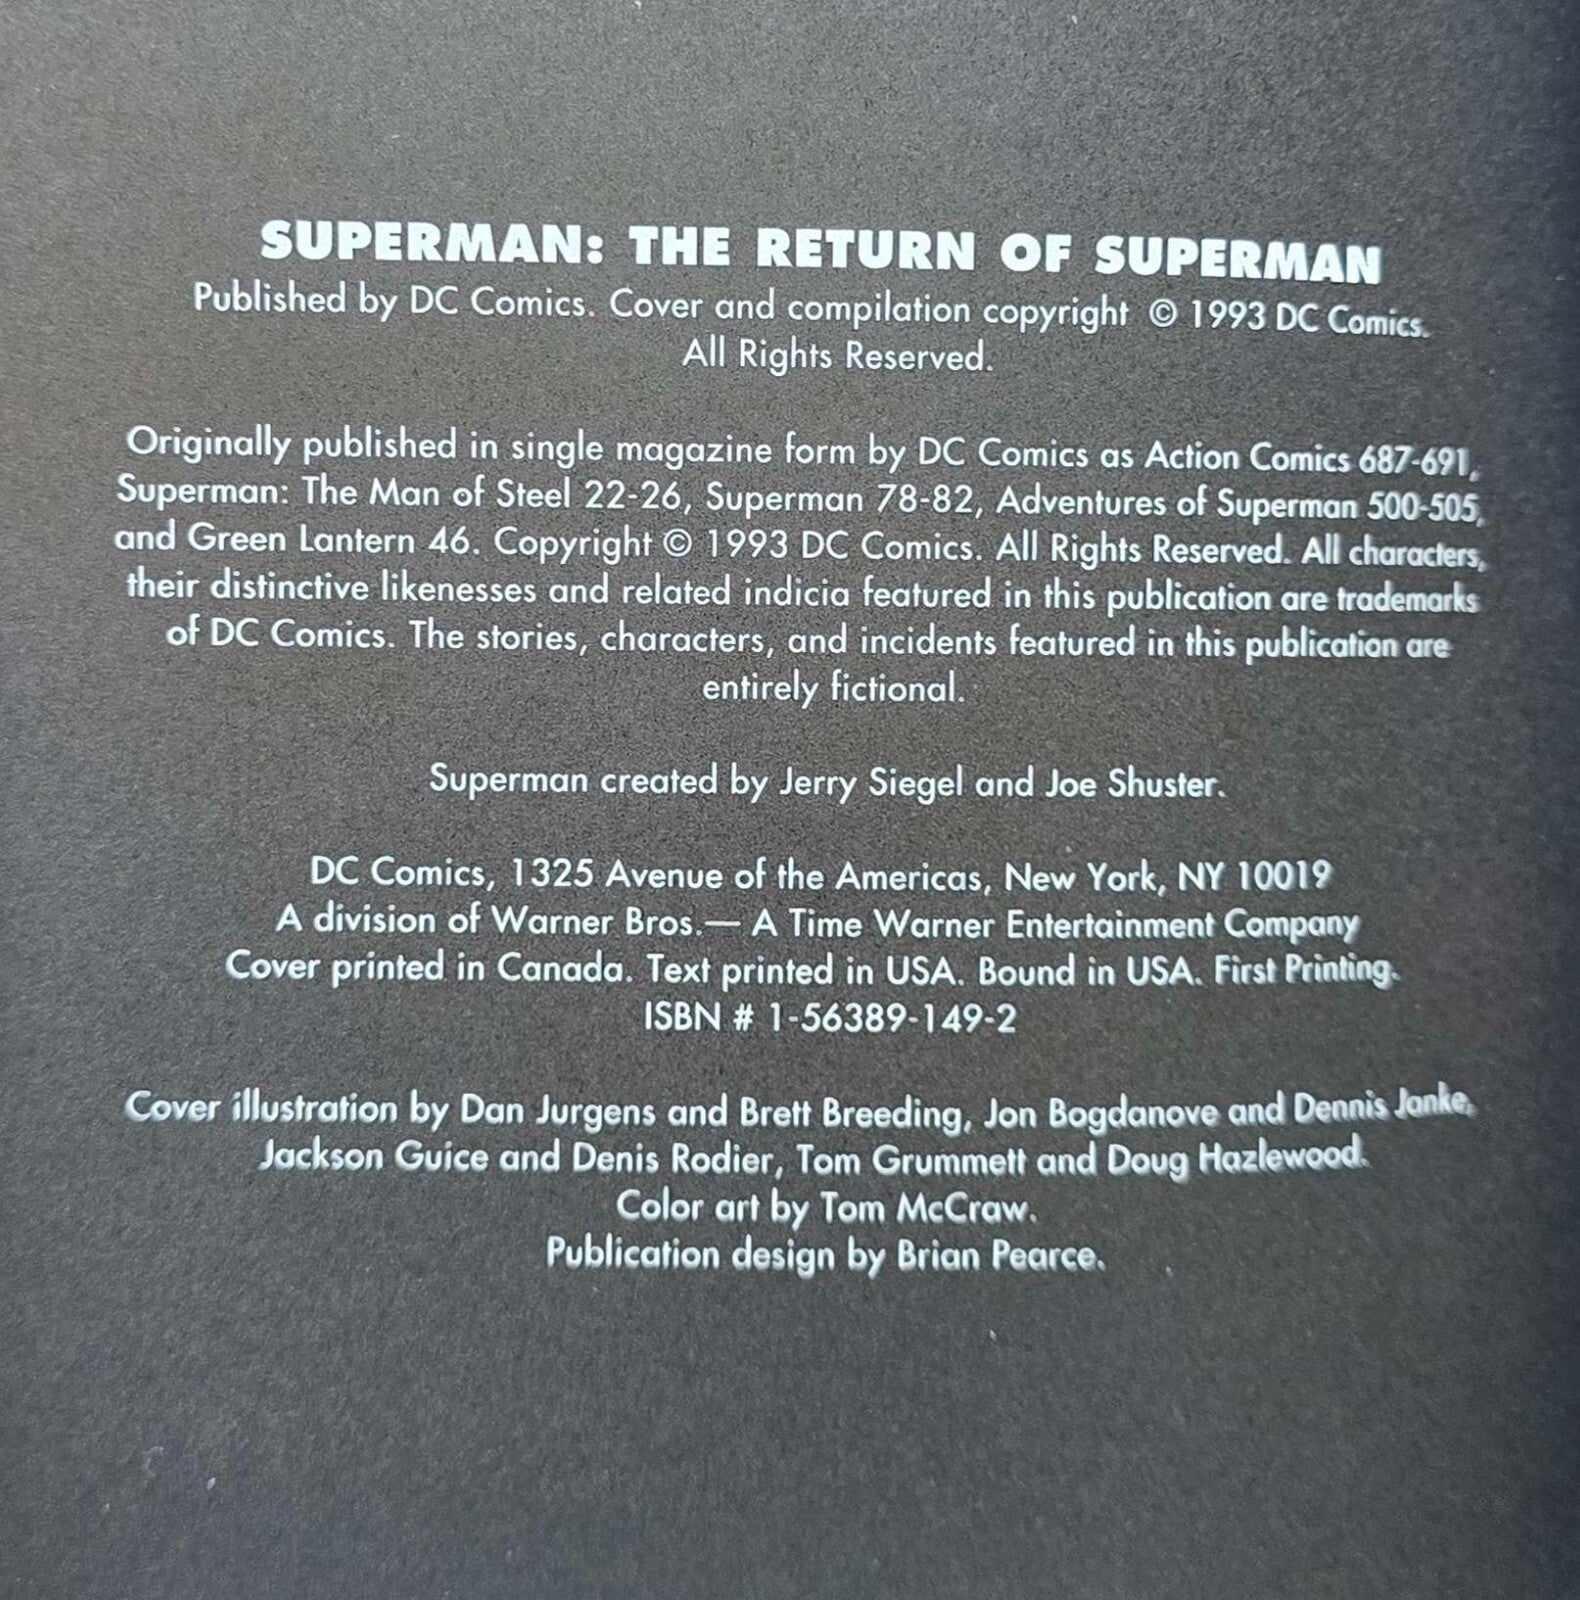 SUPERMAN: THE RETURN OF SUPERMAN
Published by DC Comics. Cover and compilation copyright © 1993 DC Comics.
All Rights Reserved.
Originally published in single magazine form by DC Comics as Action Comics 687-691,
Superman: The Man of Steel 22-26, Superman 78-82, Adventures of Superman 500-505,
and Green Lantern 46. Copyright © 1993 DC Comics. All Rights Reserved. All characters,
their distinctive likenesses and related indicia featured in this publication are trademarks
of DC Comics. The stories, characters, and incidents featured in this publication are
entirely fictional.
Superman created by Jerry Siegel and Joe Shuster.
DC Comics, 1325 Avenue of the Americas, New York, NY 10019
A division of Warner Bros.— A Time Warner Entertainment Company
Cover printed in Canada. Text printed in USA. Bound in USA. First Printing.
ISBN # 1-56389-149-2
Cover illustration by Dan Jurgens and Brett Breeding, Jon Bogdanove and Dennis Janke,
Jackson Guice and Denis Rodier, Tom Grummett and Doug Hazlewood.
Color art by Tom McCraw.
Publication design by Brian Pearce.